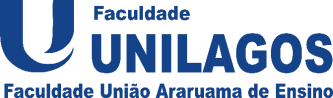 Faculdade
UNILAGOS
Faculdade União Araruama de Ensino